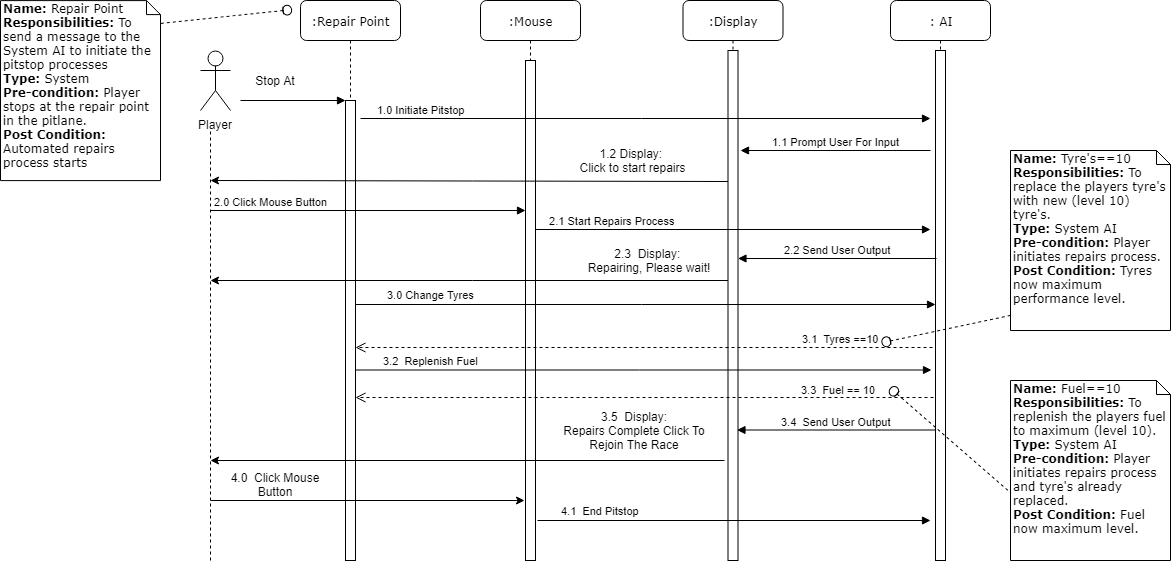 Name: Repair Point
Responsibilities: To
send a message to the
System AI to initiate the
pitstop processes
Type: System
Pre-condition: Player
stops at the repair point
in the pitlane.
Post Condition:
Automated repairs
process starts
:Repair Point
:Mouse
:Display
: AI
Player
Stop At
1.0 Initiate Pitstop
1.1 Prompt User For Input
1.2 Display:
Click to start repairs
2.0 Click Mouse Button
2.1 Start Repairs Process
2.2 Send User Output
2.3 Display:
Repairing, Please wait!
3.0 Change Tyres
3.1 Tyres ==10
3.2 Replenish Fuel
3.3 Fuel == 10
3.4 Send User Output
3.5 Display:
Repairs Complete Click To
Rejoin The Race
4.0 Click Mouse
Button
4.1 End Pitstop
Name: Tyre's==10
Responsibilities: To
replace the players tyre's
with new (level 10)
tyre's.
Type: System AI
Pre-condition: Player
initiates repairs process.
Post Condition: Tyres
now maximum
performance level.
Name: Fuel==10
Responsibilities: To
replenish the players fuel
to maximum (level 10).
Type: System AI
Pre-condition: Player
initiates repairs process
and tyre's already
replaced.
Post Condition: Fuel
now maximum level.